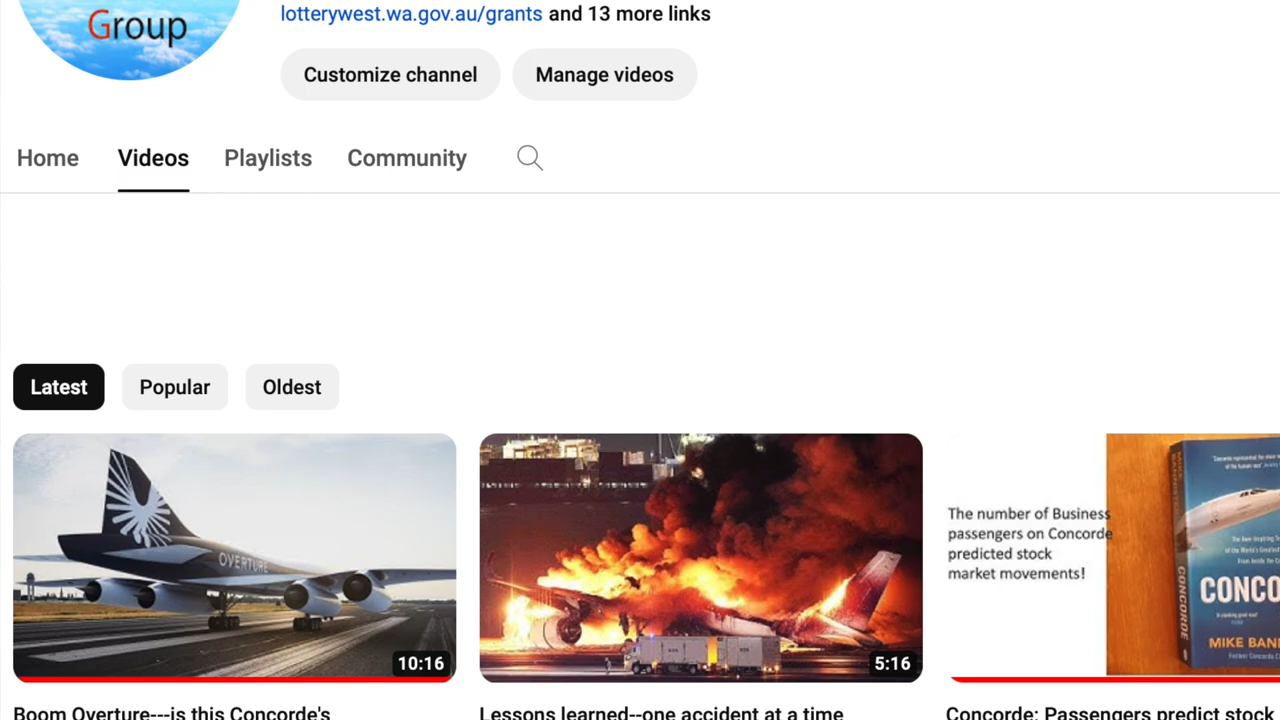 Group
lotterywest.wa.gov.au/grants and 13 more links
Customize channel
Manage videos
Home
Videos
Playlists
Community
Latest
Popular
Oldest
OVERTURE
10:16
5:16
The number of Business
passengers on Concorde
predicted stock
market movements!
CONCORDE
CONCO
MIKE BAN
Boom Overture---is this Concorde's
Lessons learned--one accident at a time
Concorde: Passengers predict stock